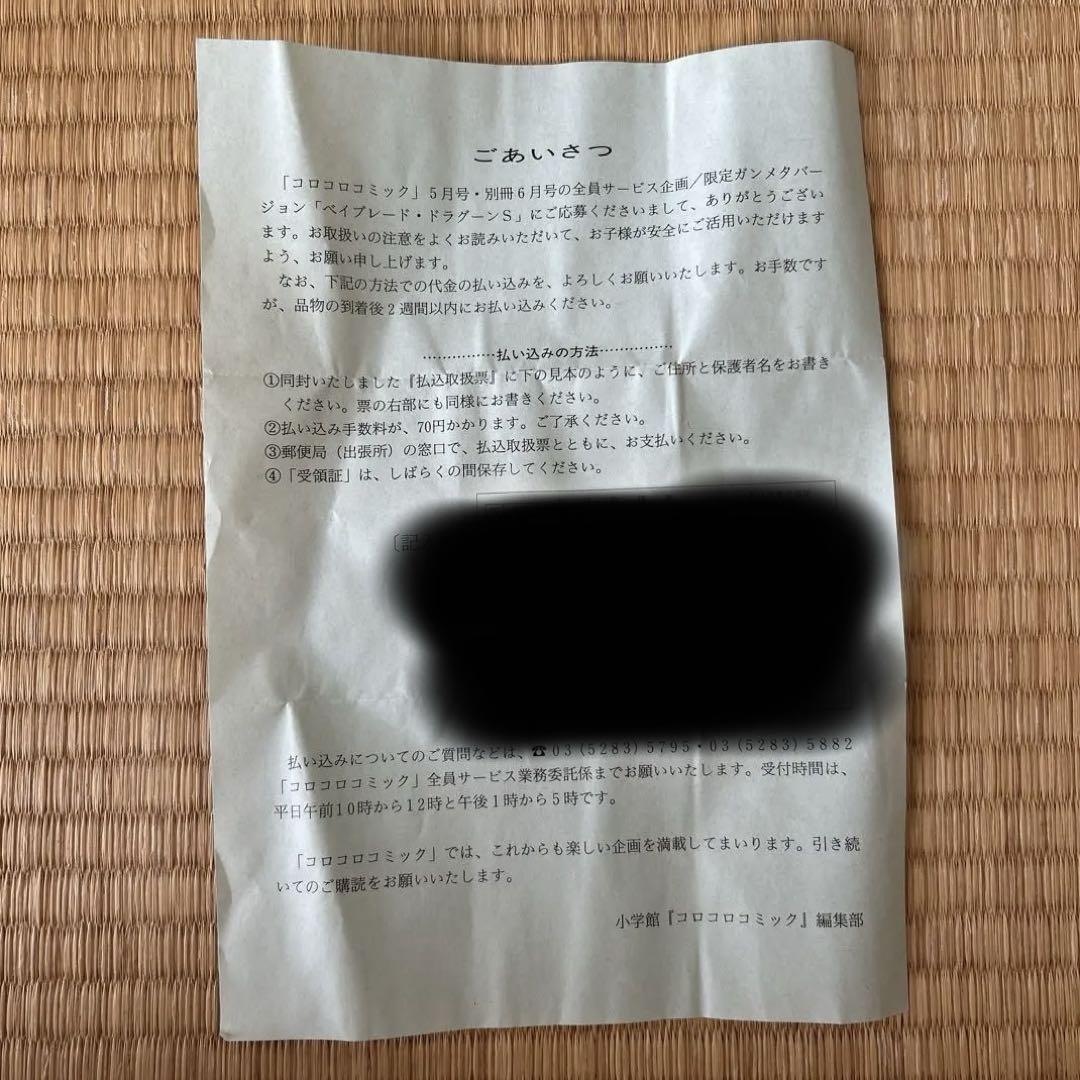 ごあいさつ
「コロコロコミック」5月号・別冊6月号の全員サービス企画／限定ガンメタバー
ジョン「ベイブレード・ドラグーンS」にご応募くださいまして、ありがとうござい
ます。お取扱いの注意をよくお読みいただいて、お子様が安全にご活用いただけます
よう、お願い申し上げます。
なお、下記の方法での代金の払い込みを、よろしくお願いいたします。お手数です
が、品物の到着後2週間以内にお払い込みください。
……………払い込みの方法……………
①同封いたしました『払込取扱票』に下の見本のように、ご住所と保護者名をお書き
ください。票の右部にも同様にお書きください。
②払い込み手数料が、70円かかります。ご了承ください。
③郵便局（出張所）の窓口で、払込取扱票とともに、お支払いください。
④「受領証」は、しばらくの間保存してください。
〔記
払い込みについてのご質問などは、☎03(5283)5795・03(5283)5882
「コロコロコミック」全員サービス業務委託係までお願いいたします。受付時間は、
平日午前10時から12時と午後1時から5時です。
「コロコロコミック」では、これからも楽しい企画を満載してまいります。引き続
いてのご購読をお願いいたします。
小学館『コロコロコミック』編集部